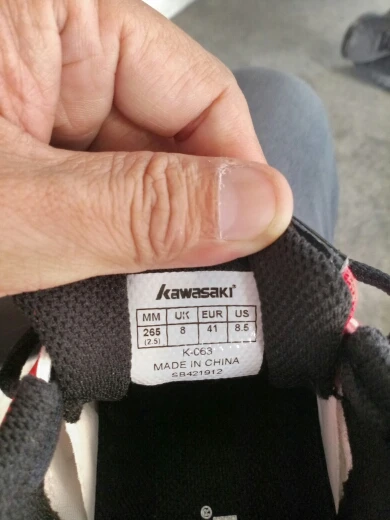 Kawasaki
MM UK EUR US
265 8 41 8.5
(2.5)
K-063
MADE IN CHINA
SB421912